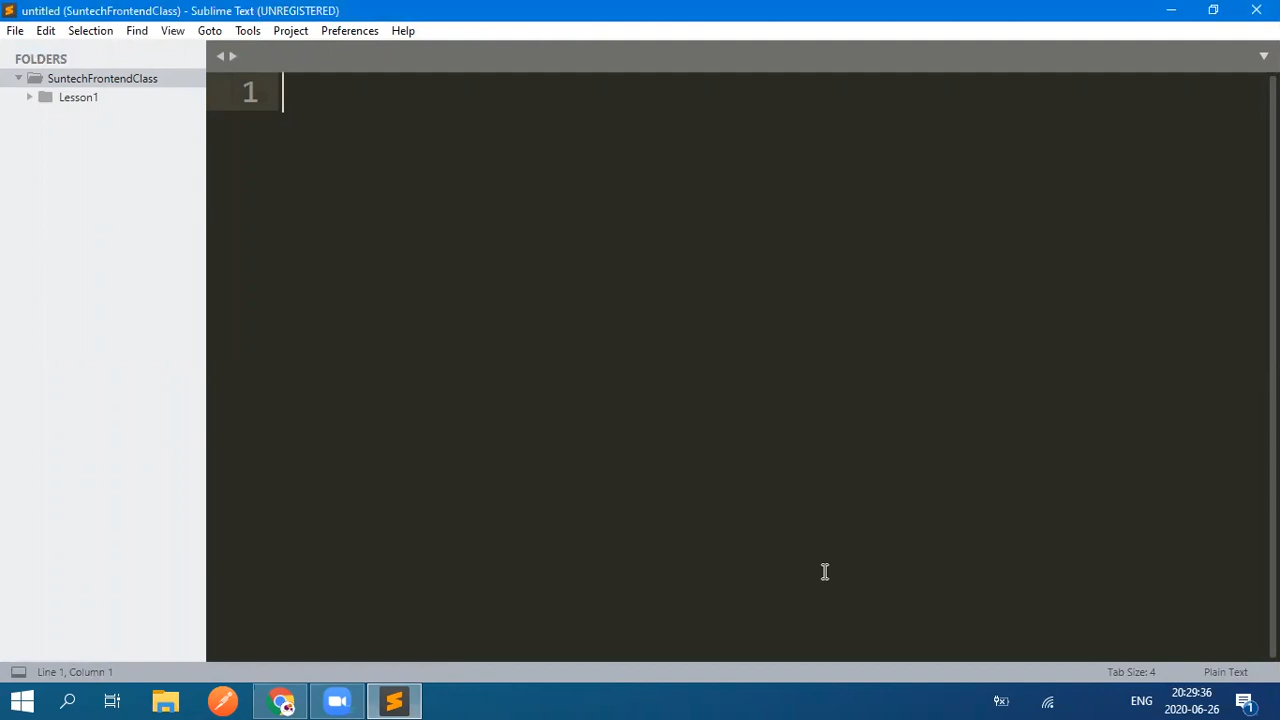 untitled (SuntechFrontendClass) - Sublime Text (UNREGISTERED)
File Edit Selection Find View Goto Tools Project Preferences Help
FOLDERS
SuntechFrontendClass
Lesson1
1
Line 1, Column 1
Tab Size: 4
Plain Text
ENG
20:29:36
2020-06-26
1